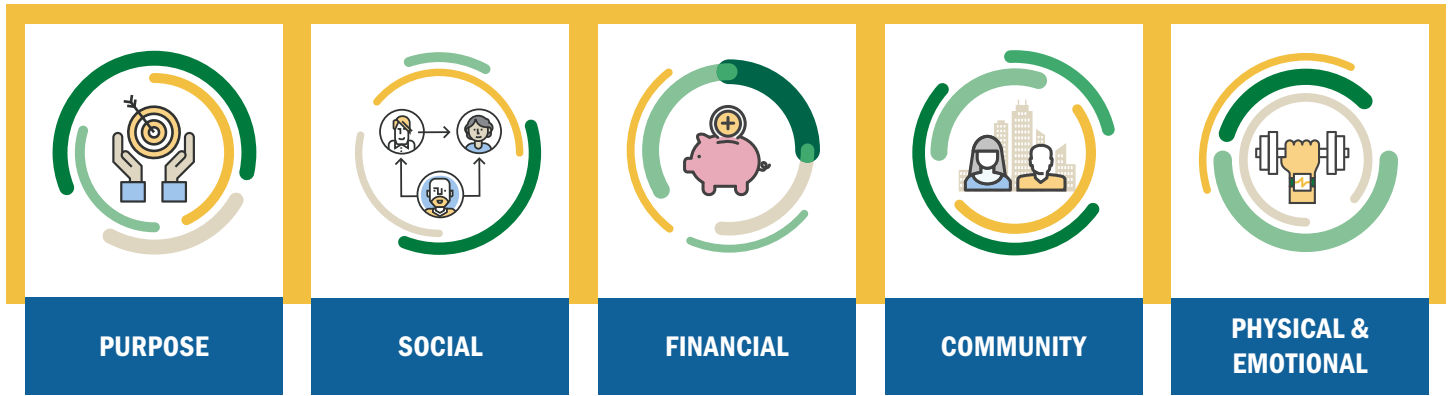 PURPOSE
SOCIAL
FINANCIAL
COMMUNITY
PHYSICAL &
EMOTIONAL